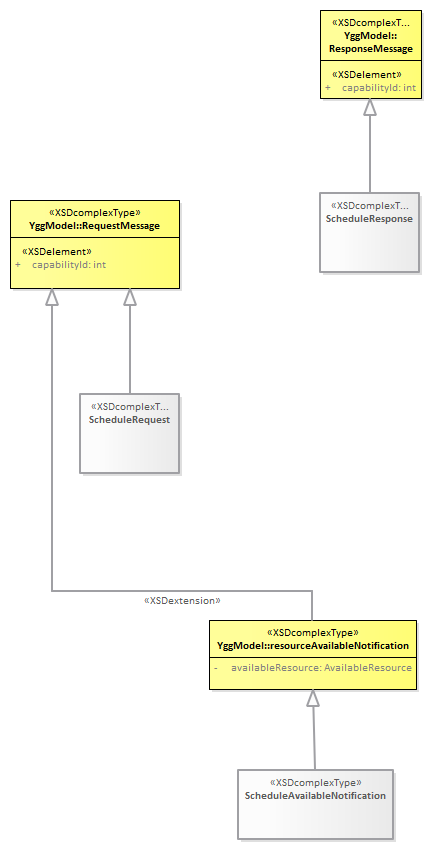 «XSDcomplexT...
YggModel::
ResponseMessage
«XSDelement»
+ capabilityId: int
«XSDcomplexT...
ScheduleResponse
«XSDcomplexType»
YggModel::RequestMessage
«XSDelement»
+ capabilityId: int
«XSDcomplexT...
ScheduleRequest
«XSDextension»
«XSDcomplexType»
YggModel::resourceAvailableNotification
- availableResource: AvailableResource
«XSDcomplexType»
ScheduleAvailableNotification